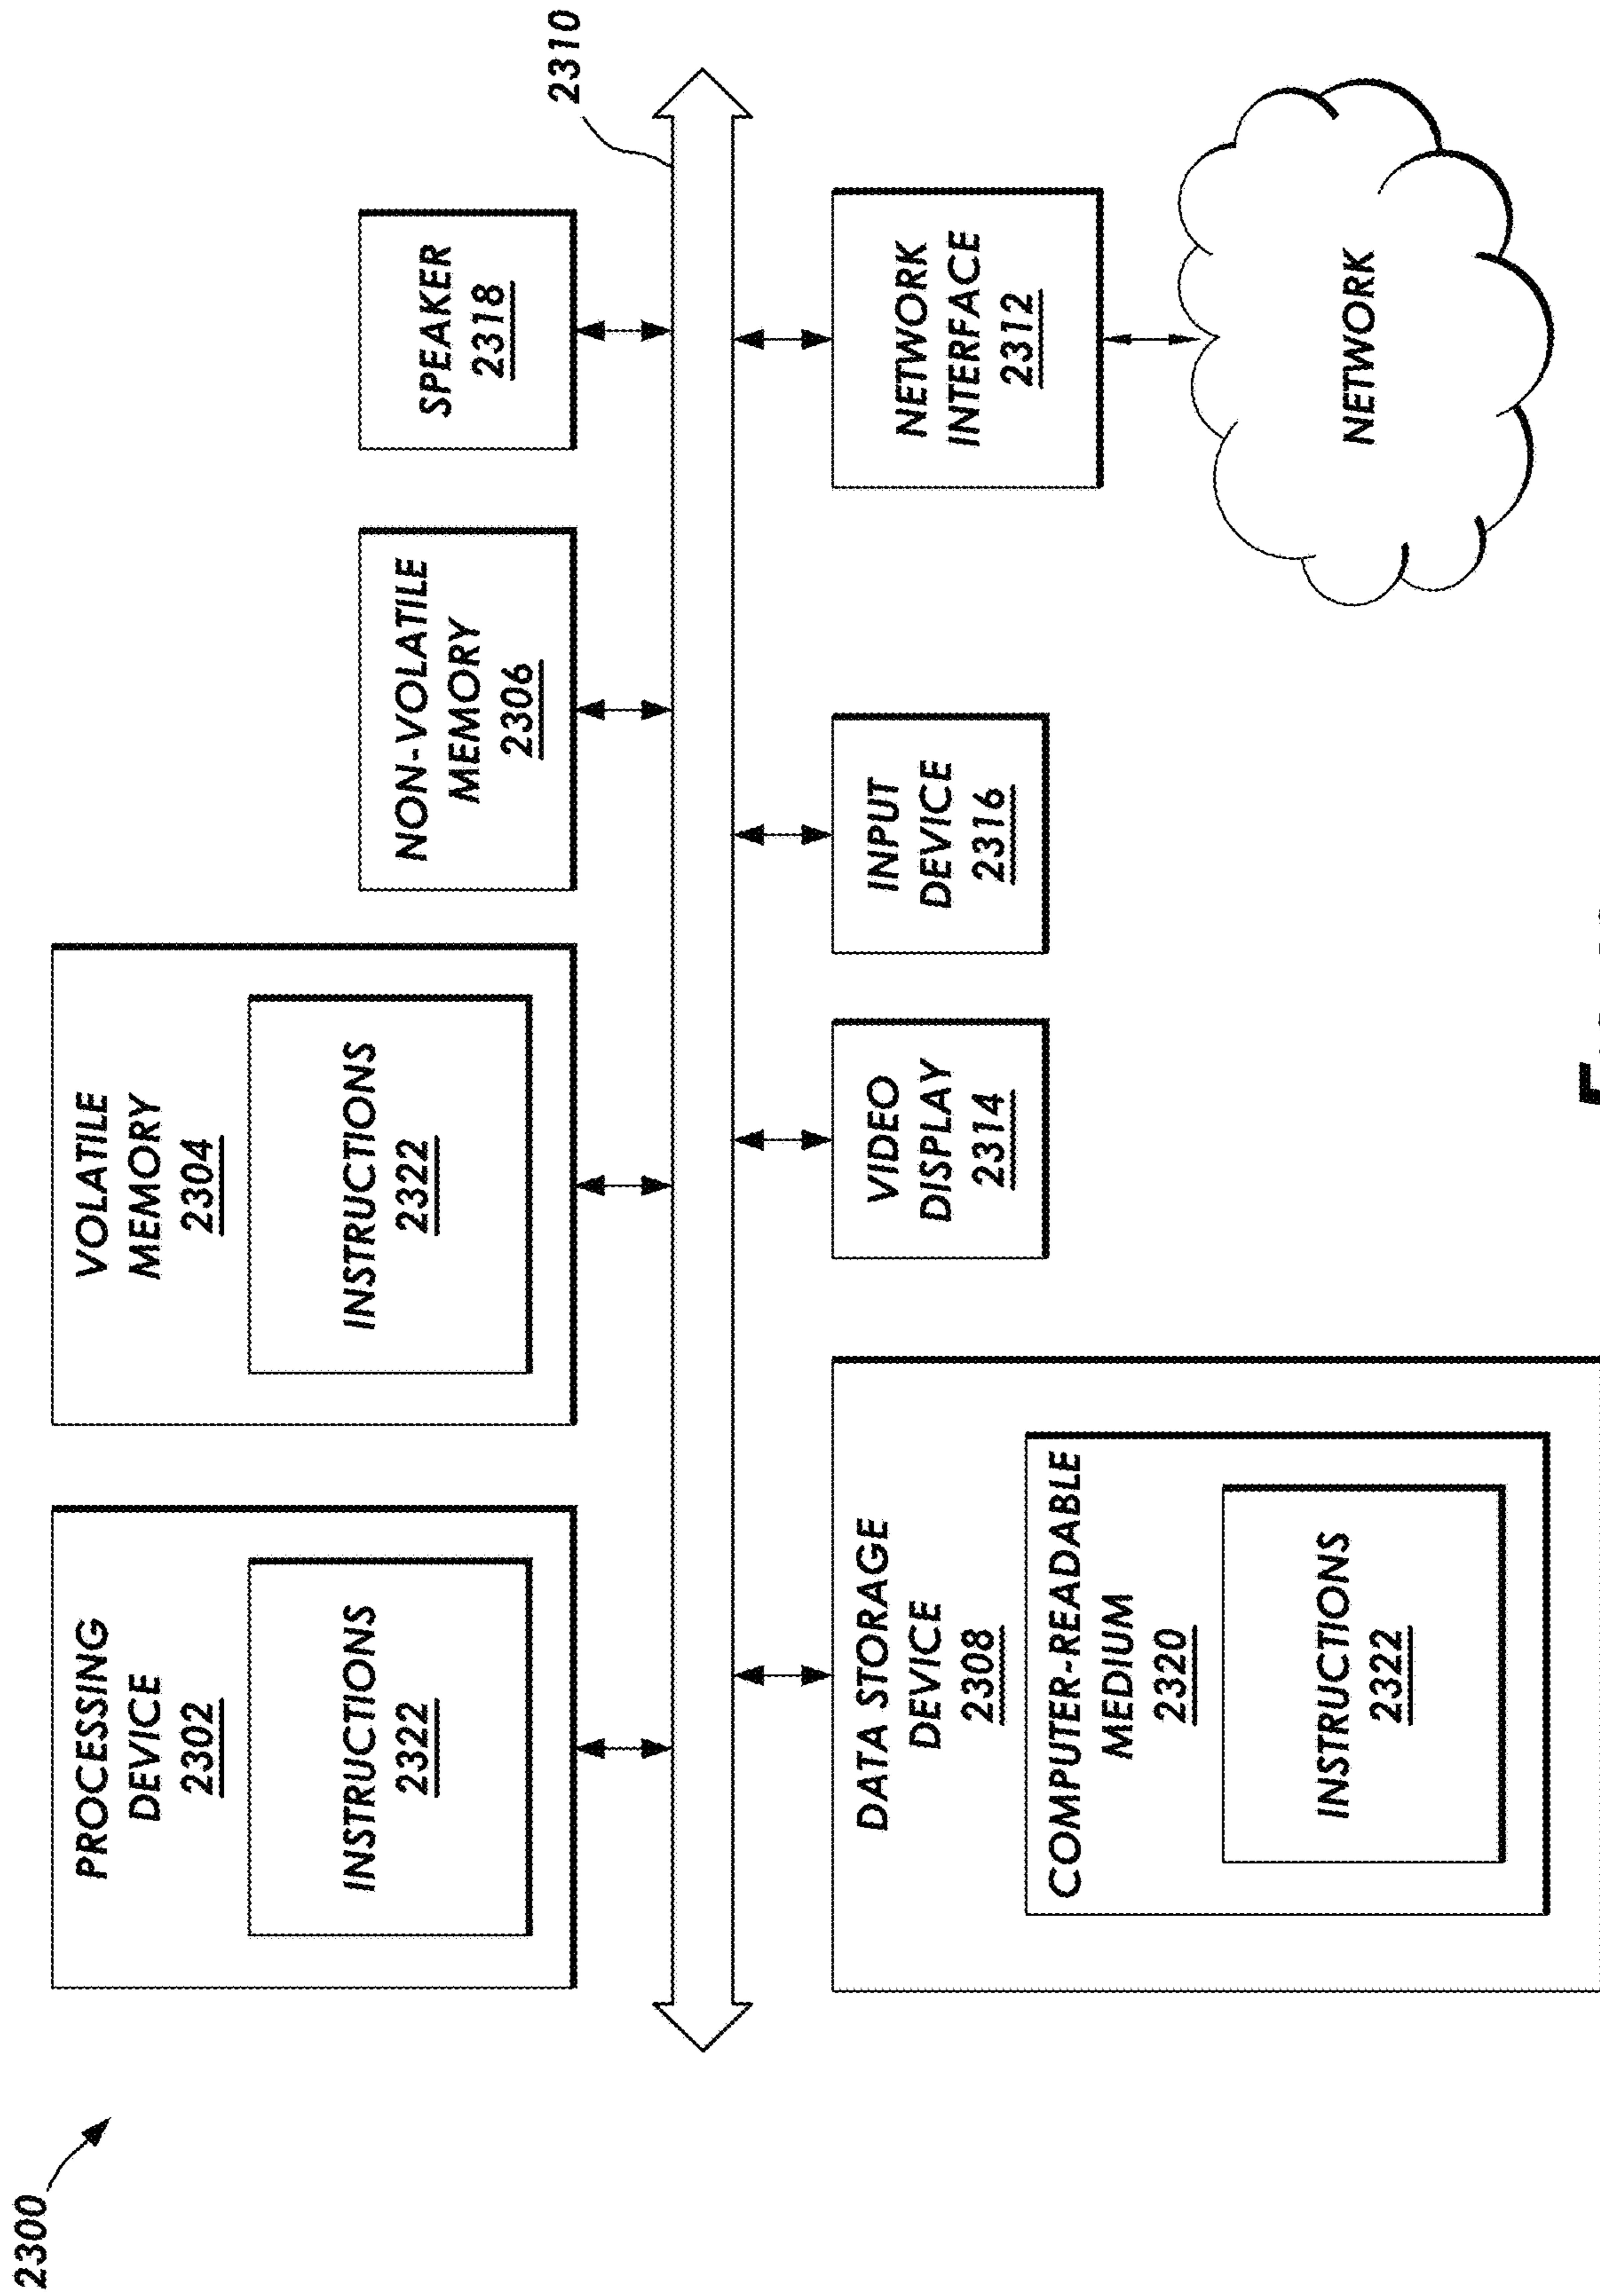 2300
PROCESSING
DEVICE
2302
INSTRUCTIONS
2322
VOLATILE
MEMORY
2304
INSTRUCTIONS
2322
NON-VOLATILE
MEMORY
2306
SPEAKER
2318
2310
DATA STORAGE
DEVICE
2308
COMPUTER-READABLE
MEDIUM
2320
INSTRUCTIONS
2322
VIDEO
DISPLAY
2314
INPUT
DEVICE
2316
NETWORK
INTERFACE
2312
NETWORK